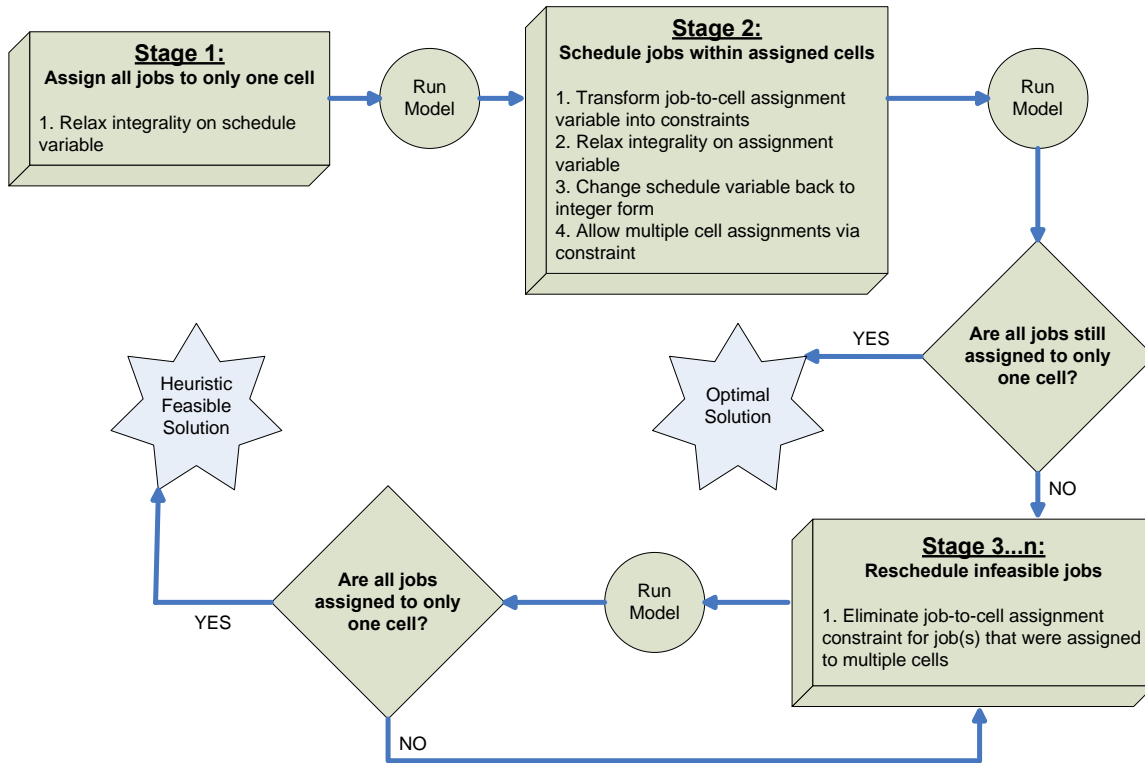 Stage 1:
Assign all jobs to only one cell
1. Relax integrality on schedule
variable
Run
Model
Stage 2:
Schedule jobs within assigned cells
1. Transform job-to-cell assignment
variable into constraints
2. Relax integrality on assignment
variable
3. Change schedule variable back to
integer form
4. Allow multiple cell assignments via
constraint
Run
Model
Are all jobs still
assigned to only
one cell?
YES
Optimal
Solution
NO
Stage 3...n:
Reschedule infeasible jobs
1. Eliminate job-to-cell assignment
constraint for job(s) that were assigned
to multiple cells
Run
Model
Are all jobs
assigned to only
one cell?
YES
Heuristic
Feasible
Solution
NO